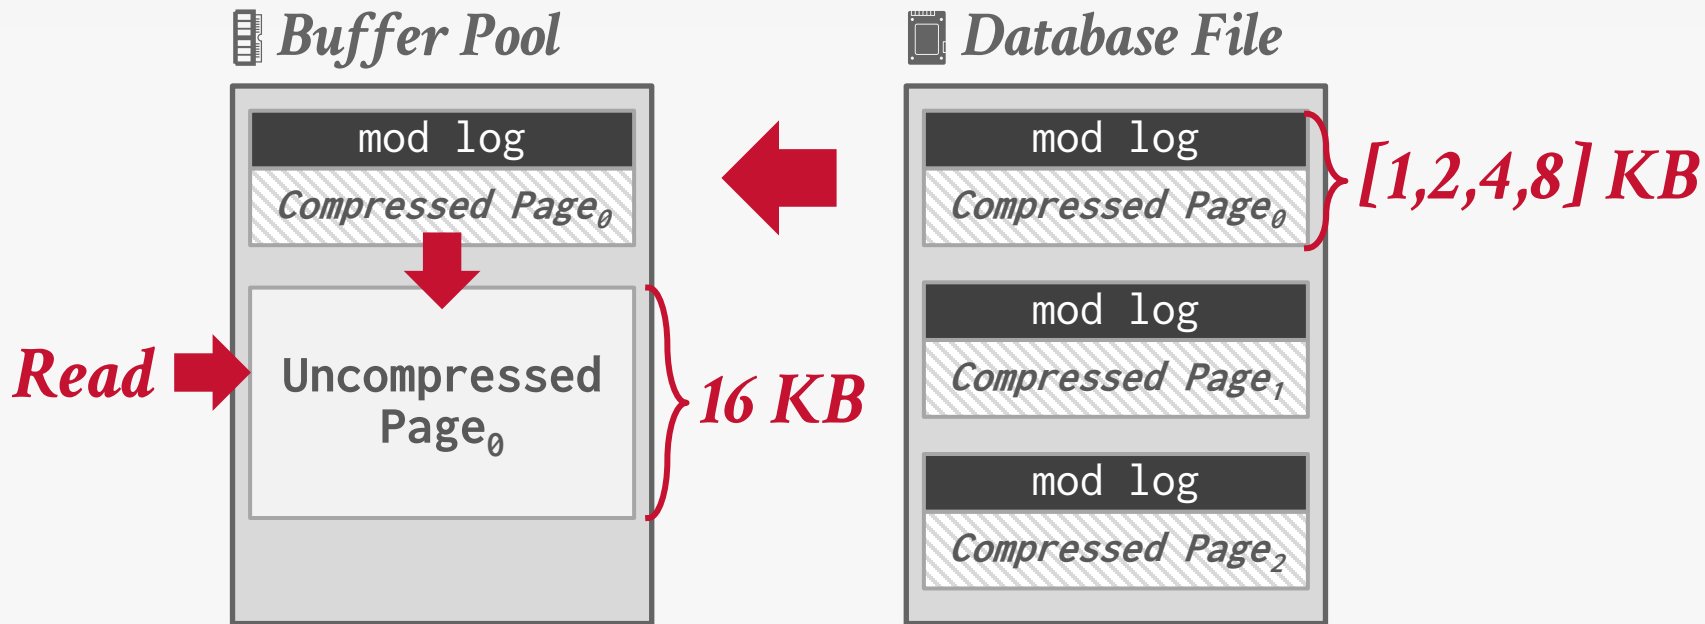 Buffer Pool
mod log
Compressed Page₀
Read
Uncompressed
Page₀
16 KB
Database File
mod log
Compressed Page₀
[1,2,4,8] KB
mod log
Compressed Page₁
mod log
Compressed Page₂